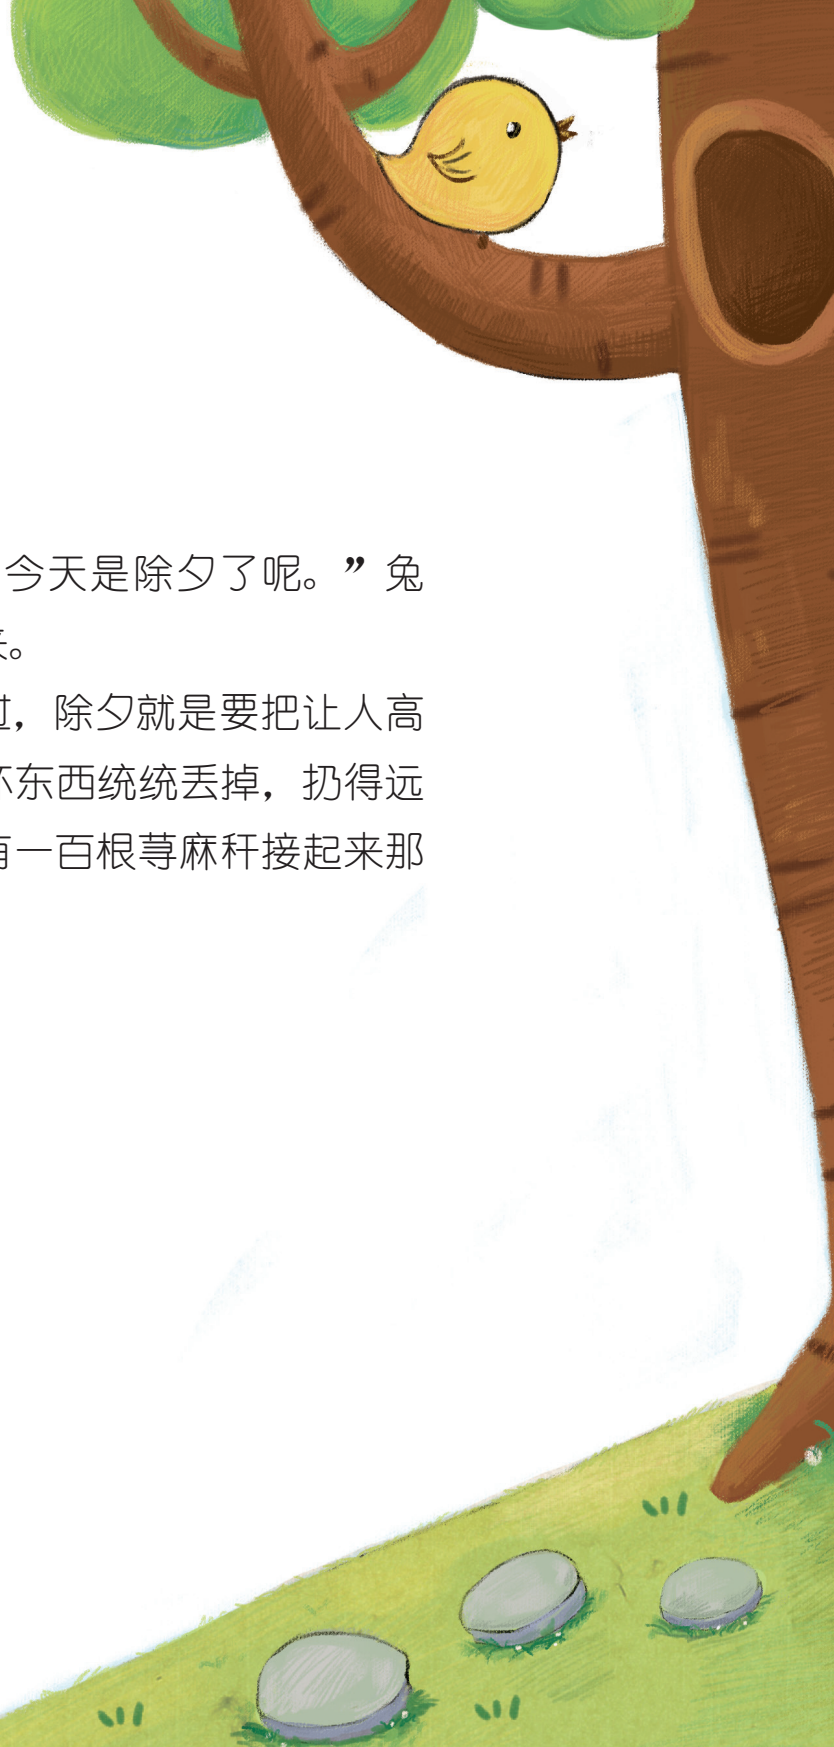 今天是除夕了呢。”兔
。
，除夕就是要把让人高
东西统统丢掉，扔得远
一百根荨麻秆接起来那